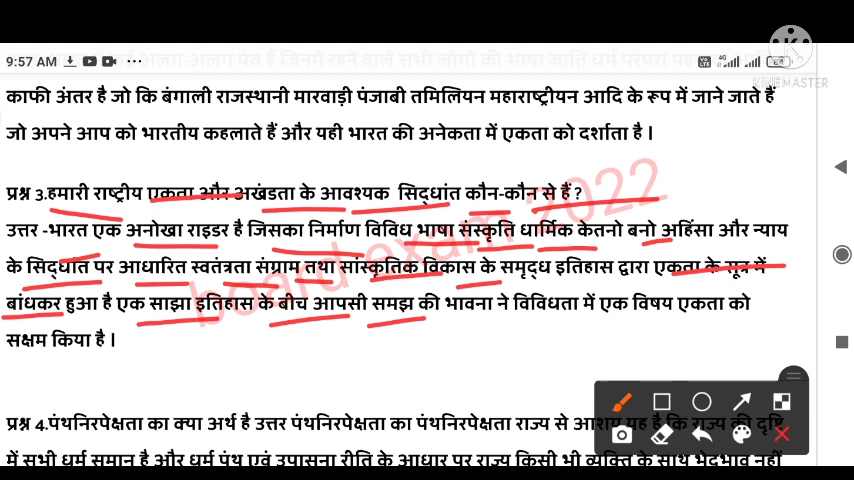 9:57 AM
KINEMASTER
काफी अंतर है जो कि बंगाली राजस्थानी मारवाड़ी पंजाबी तमिलियन महाराष्ट्रीयन आदि के रूप में जाने जाते हैं
जो अपने आप को भारतीय कहलाते हैं और यही भारत की अनेकता में एकता को दर्शाता है ।
प्रश्न 3.हमारी राष्ट्रीय एकता और अखंडता के आवश्यक सिद्धांत कौन-कौन से हैं ?
उत्तर -भारत एक अनोखा राइडर है जिसका निर्माण विविध भाषा संस्कृति धार्मिक केतनो बनो अहिंसा और न्याय
के सिद्धांत पर आधारित स्वतंत्रता संग्राम तथा सांस्कृतिक विकास के समृद्ध इतिहास द्वारा एकता के सूत्र में
बांधकर हुआ है एक साझा इतिहास के बीच आपसी समझ की भावना ने विविधता में एक विषय एकता को
सक्षम किया है ।
board exam 2022
प्रश्न 4.पंथनिरपेक्षता का क्या अर्थ है उत्तर पंथनिरपेक्षता का पंथनिरपेक्षता राज्य से आशय यह है कि राज्य की दृष्टि
में सभी धर्म समान है और धर्म पंथ एवं उपासना रीति के आधार पर राज्य किसी भी व्यक्ति के साथ भेदभाव नहीं